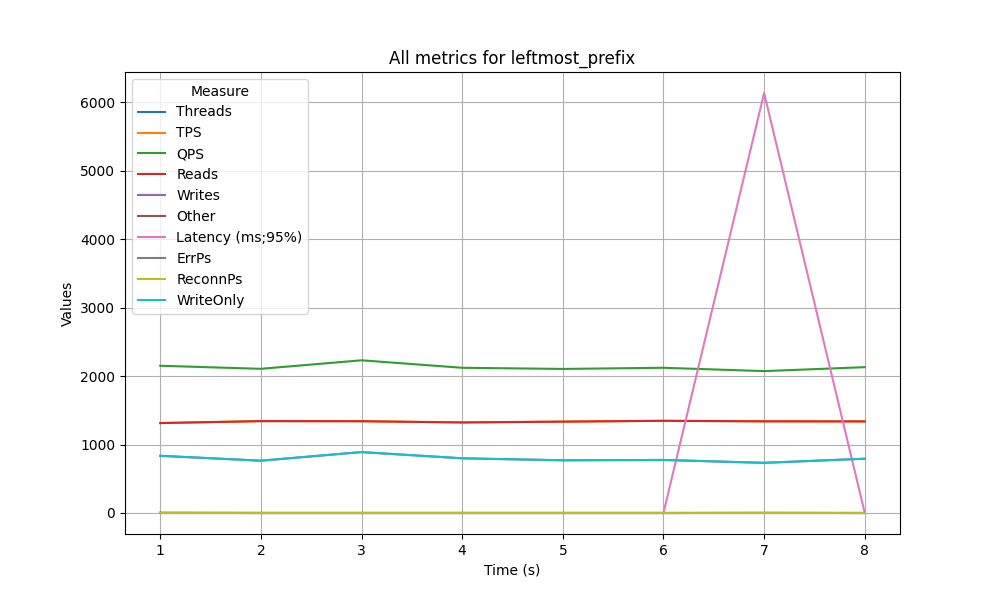 All metrics for leftmost_prefix
Measure
Threads
TPS
QPS
Reads
Writes
Other
Latency (ms;95%)
ErrPs
ReconnPs
WriteOnly
Values
6000
5000
4000
3000
2000
1000
0
1 2 3 4 5 6 7 8
Time (s)